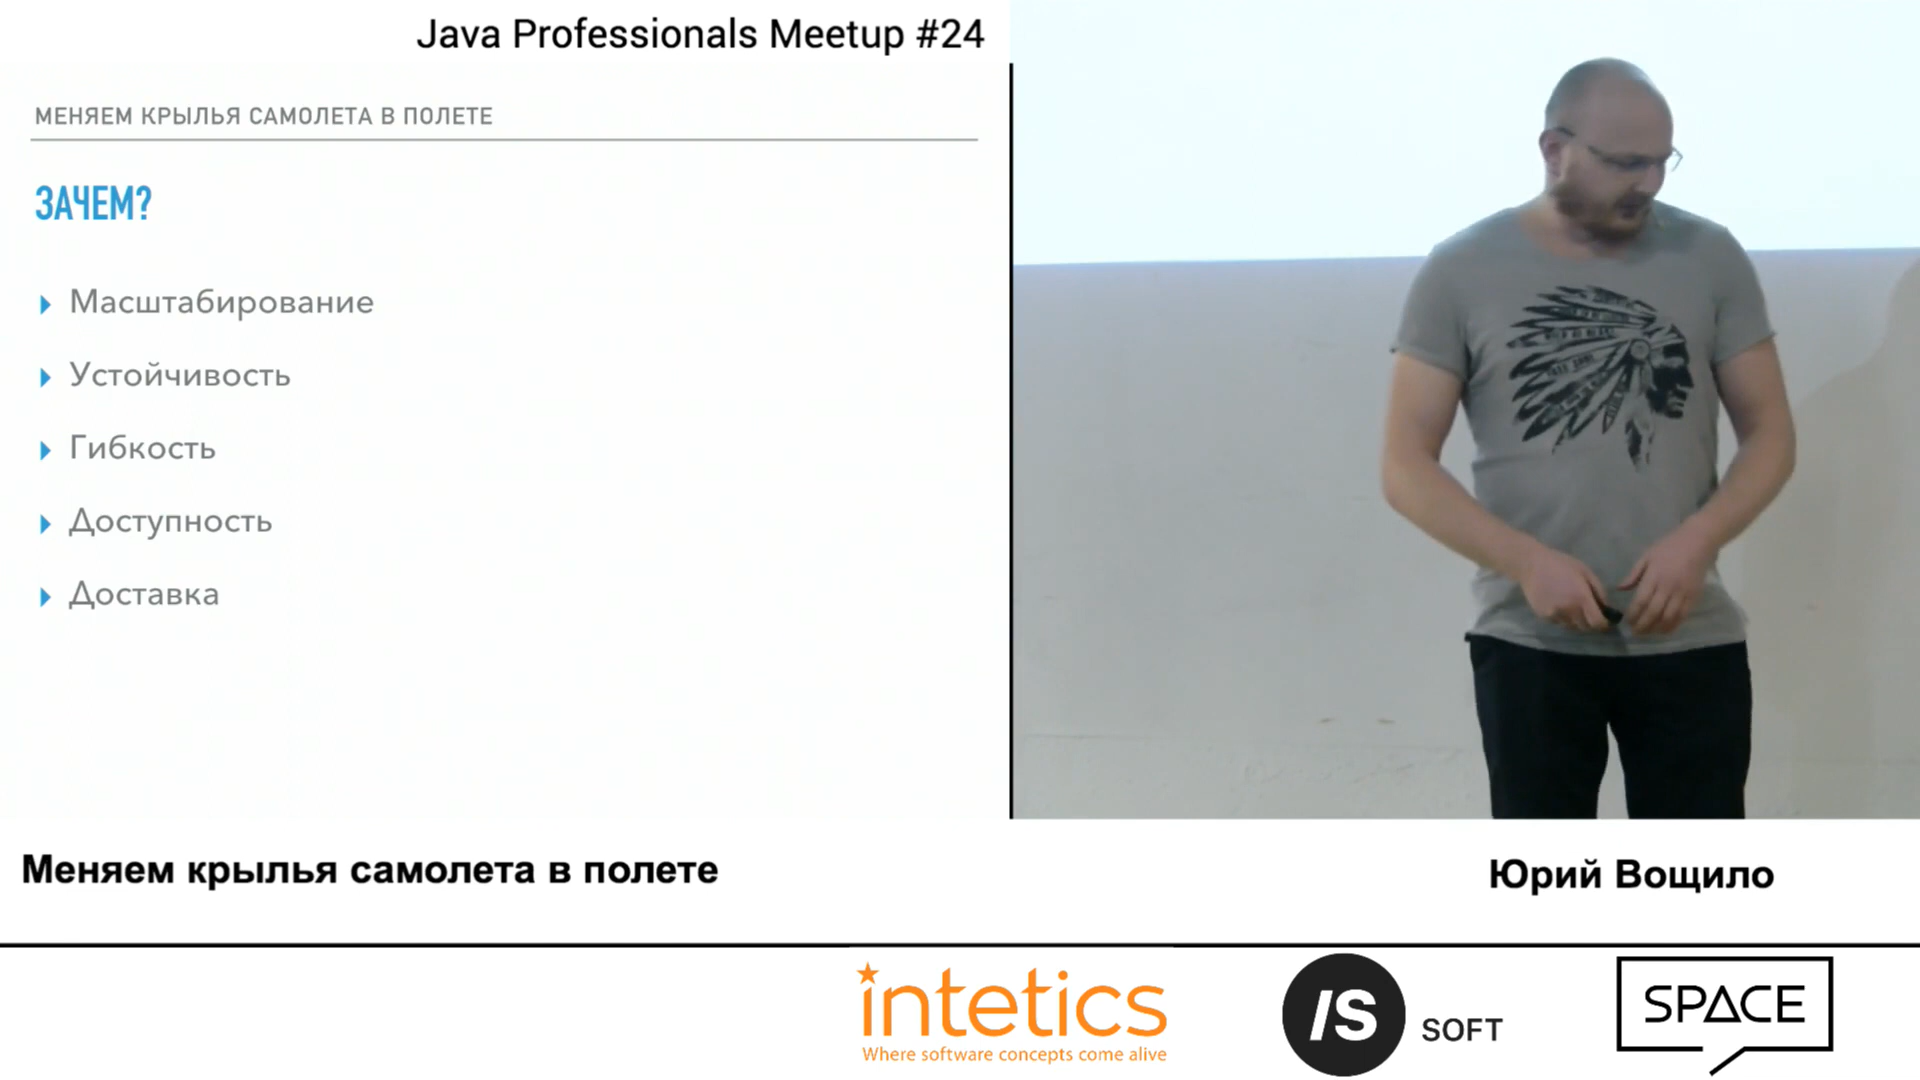 Java Professionals Meetup #24
МЕНЯЕМ КРЫЛЬЯ САМОЛЕТА В ПОЛЕТЕ
ЗАЧЕМ?
Масштабирование
Устойчивость
Гибкость
Доступность
Доставка
Меняем крылья самолета в полете
Юрий Вощило
intetics
Where software concepts come alive
/S SOFT
SPACE